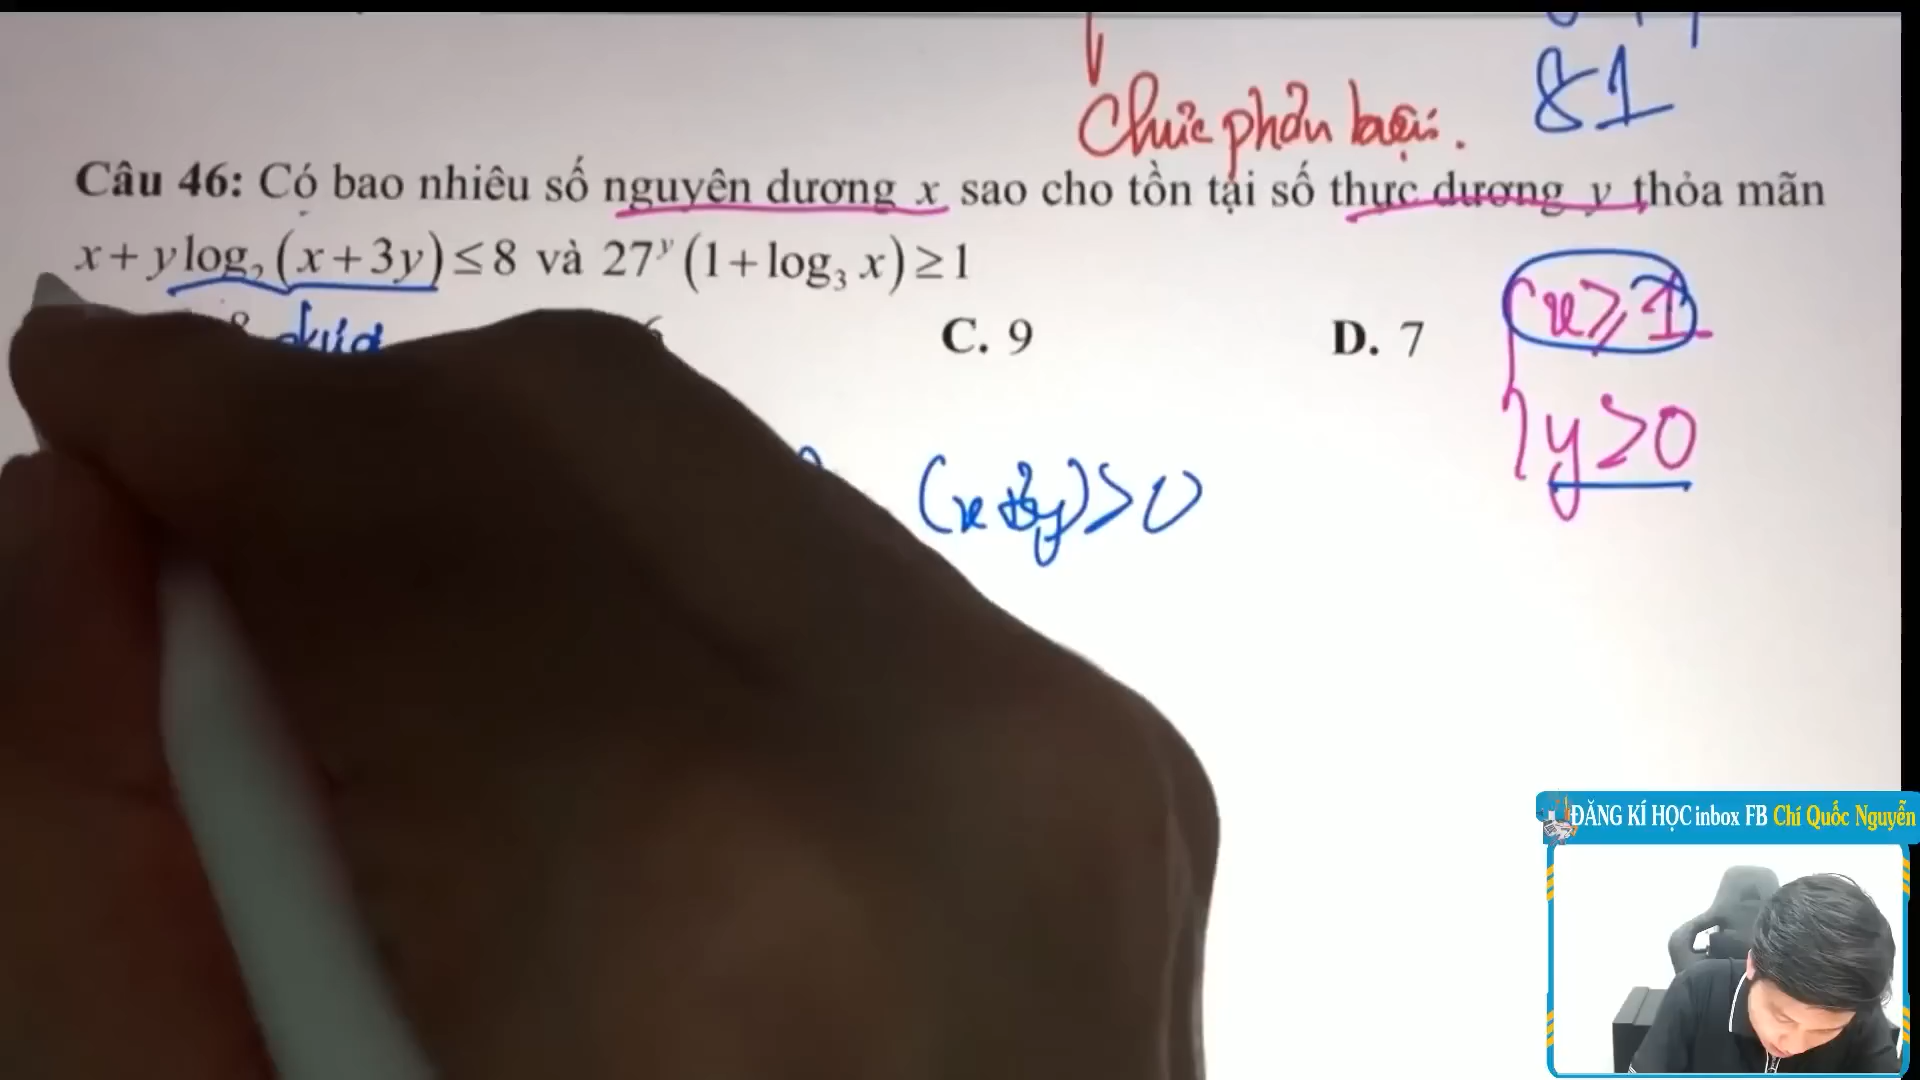 81
Chức phản biện.
Câu 46: Có bao nhiêu số nguyên dương x sao cho tồn tại số thực dương y thỏa mãn
x + y log₂ (x + 3y) ≤ 8 và 27ʸ (1 + log₃ x) ≥ 1
C. 9 D. 7
x ≥ 1
y > 0
(x + 3y) > 0
ĐĂNG KÍ HỌC inbox FB Chí Quốc Nguyễn